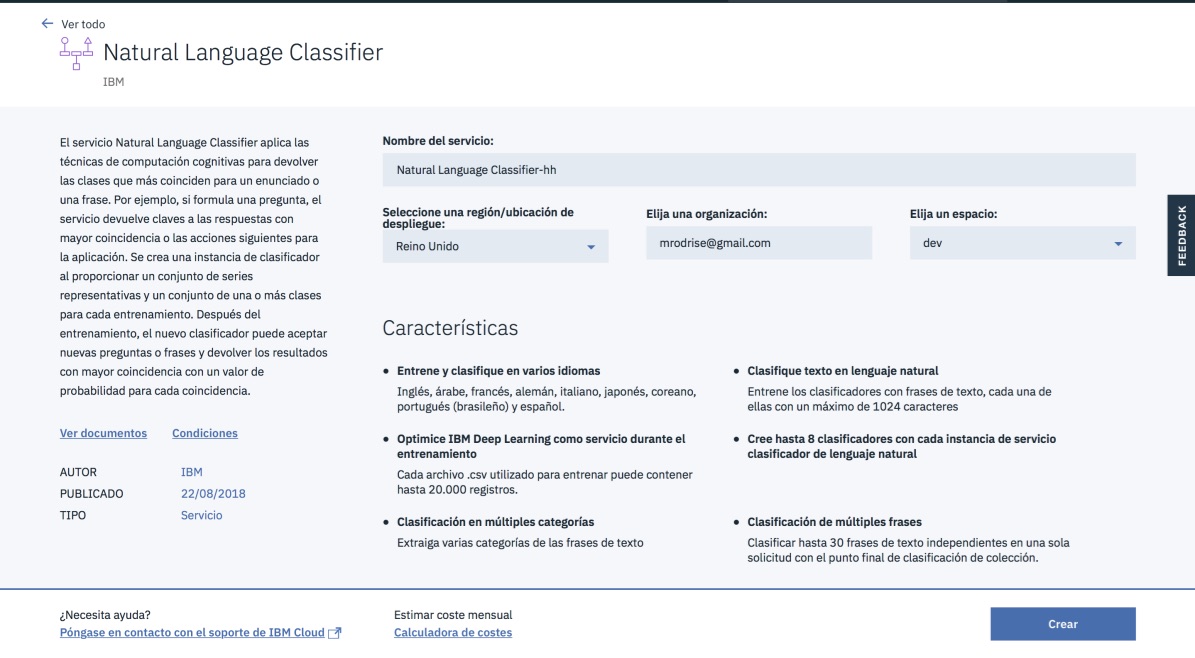 Ver todo
Natural Language Classifier
IBM
El servicio Natural Language Classifier aplica las
técnicas de computación cognitivas para devolver
las clases que más coinciden para un enunciado o
una frase. Por ejemplo, si formula una pregunta, el
servicio devuelve claves a las respuestas con
mayor coincidencia o las acciones siguientes para
la aplicación. Se crea una instancia de clasificador
al proporcionar un conjunto de series
representativas y un conjunto de una o más clases
para cada entrenamiento. Después del
entrenamiento, el nuevo clasificador puede aceptar
nuevas preguntas o frases y devolver los resultados
con mayor coincidencia con un valor de
probabilidad para cada coincidencia.
Ver documentos Condiciones
AUTOR IBM
PUBLICADO 22/08/2018
TIPO Servicio
Nombre del servicio:
Natural Language Classifier-hh
Seleccione una región/ubicación de
despliegue:
Reino Unido
Elija una organización:
mrodrise@gmail.com
Elija un espacio:
dev
Características
Entrene y clasifique en varios idiomas
Inglés, árabe, francés, alemán, italiano, japonés, coreano,
portugués (brasileño) y español.
Clasifique texto en lenguaje natural
Entrene los clasificadores con frases de texto, cada una de
ellas con un máximo de 1024 caracteres
Optimice IBM Deep Learning como servicio durante el
entrenamiento
Cada archivo .csv utilizado para entrenar puede contener
hasta 20.000 registros.
Cree hasta 8 clasificadores con cada instancia de servicio
clasificador de lenguaje natural
Clasificación en múltiples categorías
Extraiga varias categorías de las frases de texto
Clasificación de múltiples frases
Clasificar hasta 30 frases de texto independientes en una sola
solicitud con el punto final de clasificación de colección.
FEEDBACK
¿Necesita ayuda?
Póngase en contacto con el soporte de IBM Cloud
Estimar coste mensual
Calculadora de costes
Crear